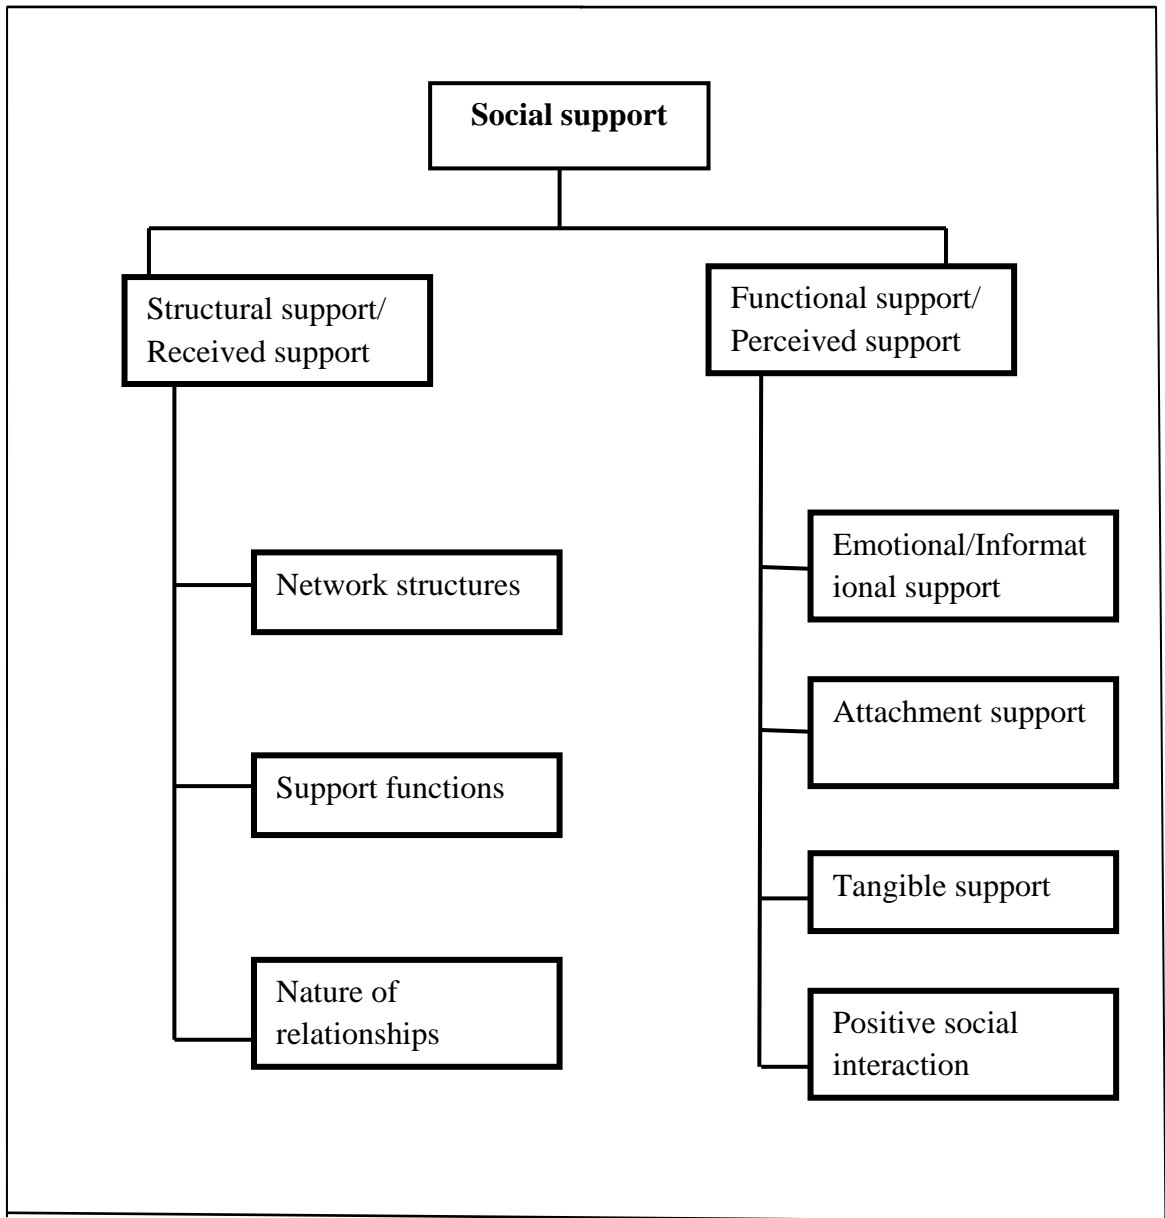 Social support
Structural support/
Received support
Functional support/
Perceived support
Network structures
Support functions
Nature of
relationships
Emotional/Informat
ional support
Attachment support
Tangible support
Positive social
interaction